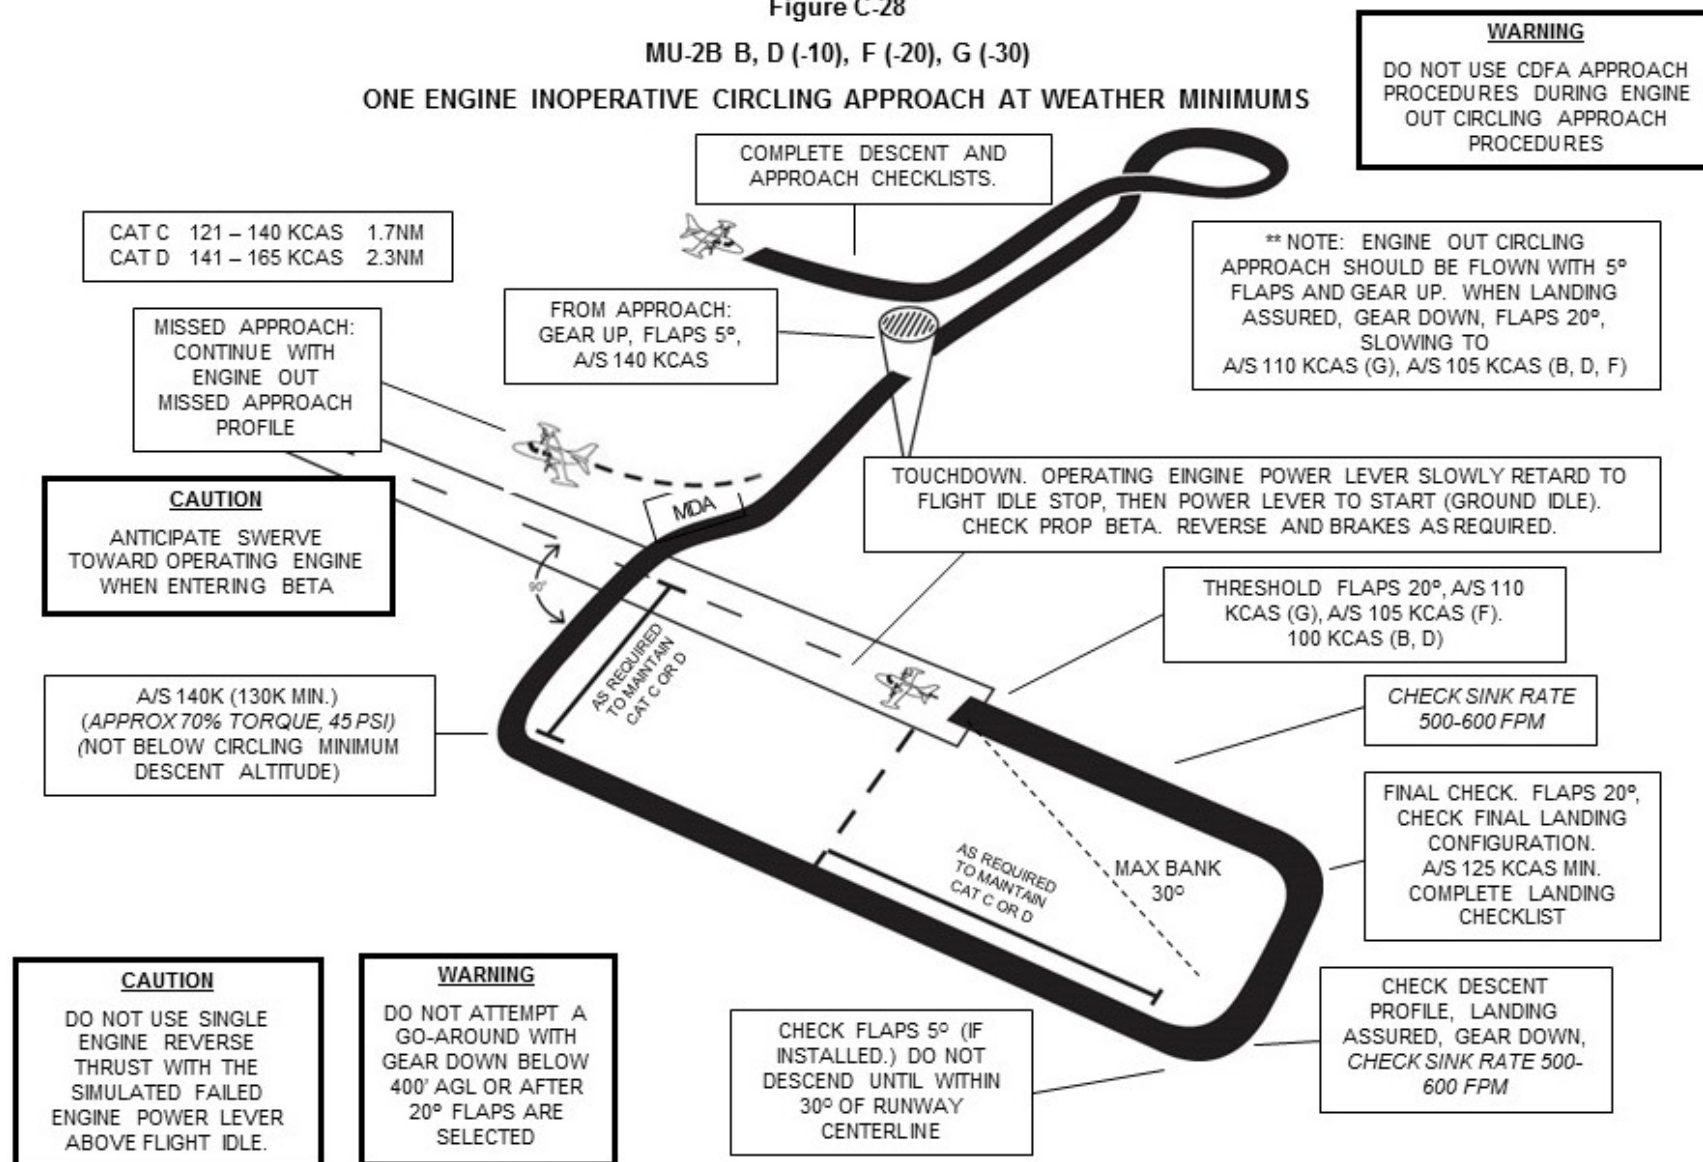 Figure C-28
MU-2B B, D (-10), F (-20), G (-30)
ONE ENGINE INOPERATIVE CIRCLING APPROACH AT WEATHER MINIMUMS
WARNING
DO NOT USE CDFA APPROACH
PROCEDURES DURING ENGINE
OUT CIRCLING APPROACH
PROCEDURES
COMPLETE DESCENT AND
APPROACH CHECKLISTS.
CAT C 121 – 140 KCAS 1.7NM
CAT D 141 – 165 KCAS 2.3NM
** NOTE: ENGINE OUT CIRCLING
APPROACH SHOULD BE FLOWN WITH 5º
FLAPS AND GEAR UP. WHEN LANDING
ASSURED, GEAR DOWN, FLAPS 20º,
SLOWING TO
A/S 110 KCAS (G), A/S 105 KCAS (B, D, F)
FROM APPROACH:
GEAR UP, FLAPS 5º,
A/S 140 KCAS
MISSED APPROACH:
CONTINUE WITH
ENGINE OUT
MISSED APPROACH
PROFILE
CAUTION
ANTICIPATE SWERVE
TOWARD OPERATING ENGINE
WHEN ENTERING BETA
MDA
TOUCHDOWN. OPERATING EINGINE POWER LEVER SLOWLY RETARD TO
FLIGHT IDLE STOP, THEN POWER LEVER TO START (GROUND IDLE).
CHECK PROP BETA. REVERSE AND BRAKES AS REQUIRED.
90º
THRESHOLD FLAPS 20º, A/S 110
KCAS (G), A/S 105 KCAS (F).
100 KCAS (B, D)
AS REQUIRED
TO MAINTAIN
CAT C OR D
A/S 140K (130K MIN.)
(APPROX 70% TORQUE, 45 PSI)
(NOT BELOW CIRCLING MINIMUM
DESCENT ALTITUDE)
CHECK SINK RATE
500-600 FPM
FINAL CHECK. FLAPS 20º,
CHECK FINAL LANDING
CONFIGURATION.
A/S 125 KCAS MIN.
COMPLETE LANDING
CHECKLIST
AS REQUIRED
TO MAINTAIN
CAT C OR D
MAX BANK
30º
CAUTION
DO NOT USE SINGLE
ENGINE REVERSE
THRUST WITH THE
SIMULATED FAILED
ENGINE POWER LEVER
ABOVE FLIGHT IDLE.
WARNING
DO NOT ATTEMPT A
GO-AROUND WITH
GEAR DOWN BELOW
400' AGL OR AFTER
20º FLAPS ARE
SELECTED
CHECK FLAPS 5º (IF
INSTALLED.) DO NOT
DESCEND UNTIL WITHIN
30º OF RUNWAY
CENTERLINE
CHECK DESCENT
PROFILE, LANDING
ASSURED, GEAR DOWN,
CHECK SINK RATE 500-
600 FPM